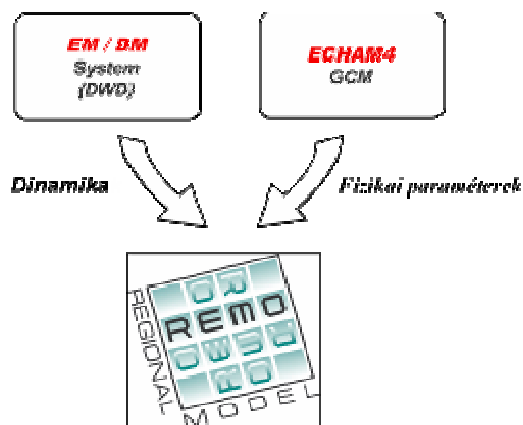 EM / DM
System
(DWD)
ECHAM4
GCM
Dinamika
Fizikai paraméterek
REMO
REGIONAL
MODEL